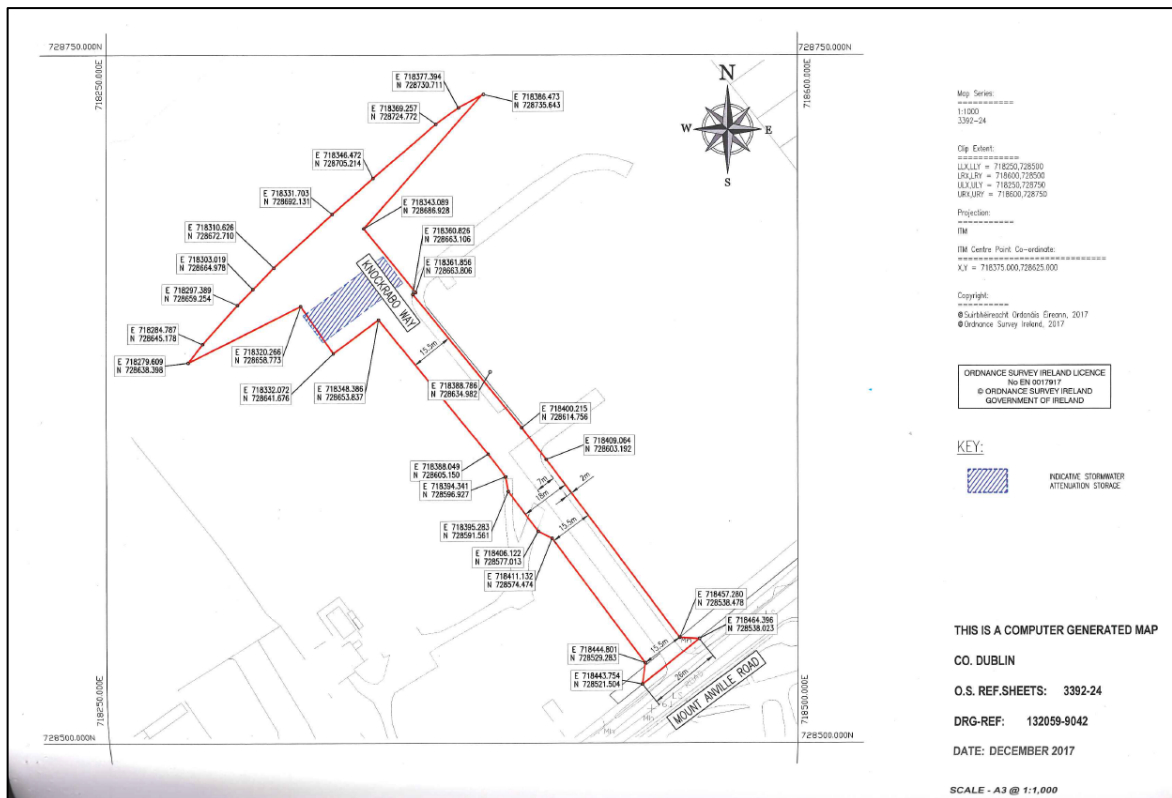 728750.000N
728750.000N
718250.000E
718600.000E
E 718377.394
N 728730.711
E 718386.473
N 728735.643
E 718369.257
N 728724.772
N
W
E
S
E 718346.472
N 728705.214
E 718331.703
N 728692.131
E 718343.089
N 728686.928
E 718310.626
N 728672.710
E 718360.826
N 728663.106
E 718303.019
N 728664.978
E 718361.856
N 728663.806
E 718297.389
N 728659.254
KNOCKRABO WAY
E 718284.787
N 728645.178
E 718279.609
N 728638.398
E 718320.266
N 728658.773
15.5m
E 718332.072
N 728641.676
E 718348.386
N 728653.837
E 718388.786
N 728634.982
E 718400.215
N 728614.756
E 718409.064
N 728603.192
E 718388.049
N 728605.150
E 718394.341
N 728596.927
7m
2m
18m
15.5m
E 718395.283
N 728591.561
E 718406.122
N 728577.013
E 718411.132
N 728574.474
E 718457.280
N 728538.478
E 718464.396
N 728538.023
15.5m
E 718444.801
N 728529.283
E 718443.754
N 728521.504
20m
MOUNT ANVILLE ROAD
MH
718250.000E
718600.000E
728500.000N
728500.000N
Map Series:
===========
1:1000
3392-24
Clip Extent:
============
LLX,LLY = 718250,728500
LRX,LRY = 718600,728500
ULX,ULY = 718250,728750
URX,URY = 718600,728750
Projection:
===========
ITM
ITM Centre Point Co-ordinate:
=============================
X,Y = 718375.000,728625.000
Copyright:
==========
© Suirbhéireacht Ordanáis Éireann, 2017
© Ordnance Survey Ireland, 2017
ORDNANCE SURVEY IRELAND LICENCE
No EN 0017917
© ORDNANCE SURVEY IRELAND
GOVERNMENT OF IRELAND
KEY:
INDICATIVE STORMWATER
ATTENUATION STORAGE
THIS IS A COMPUTER GENERATED MAP
CO. DUBLIN
O.S. REF.SHEETS: 3392-24
DRG-REF: 132059-9042
DATE: DECEMBER 2017
SCALE - A3 @ 1:1,000